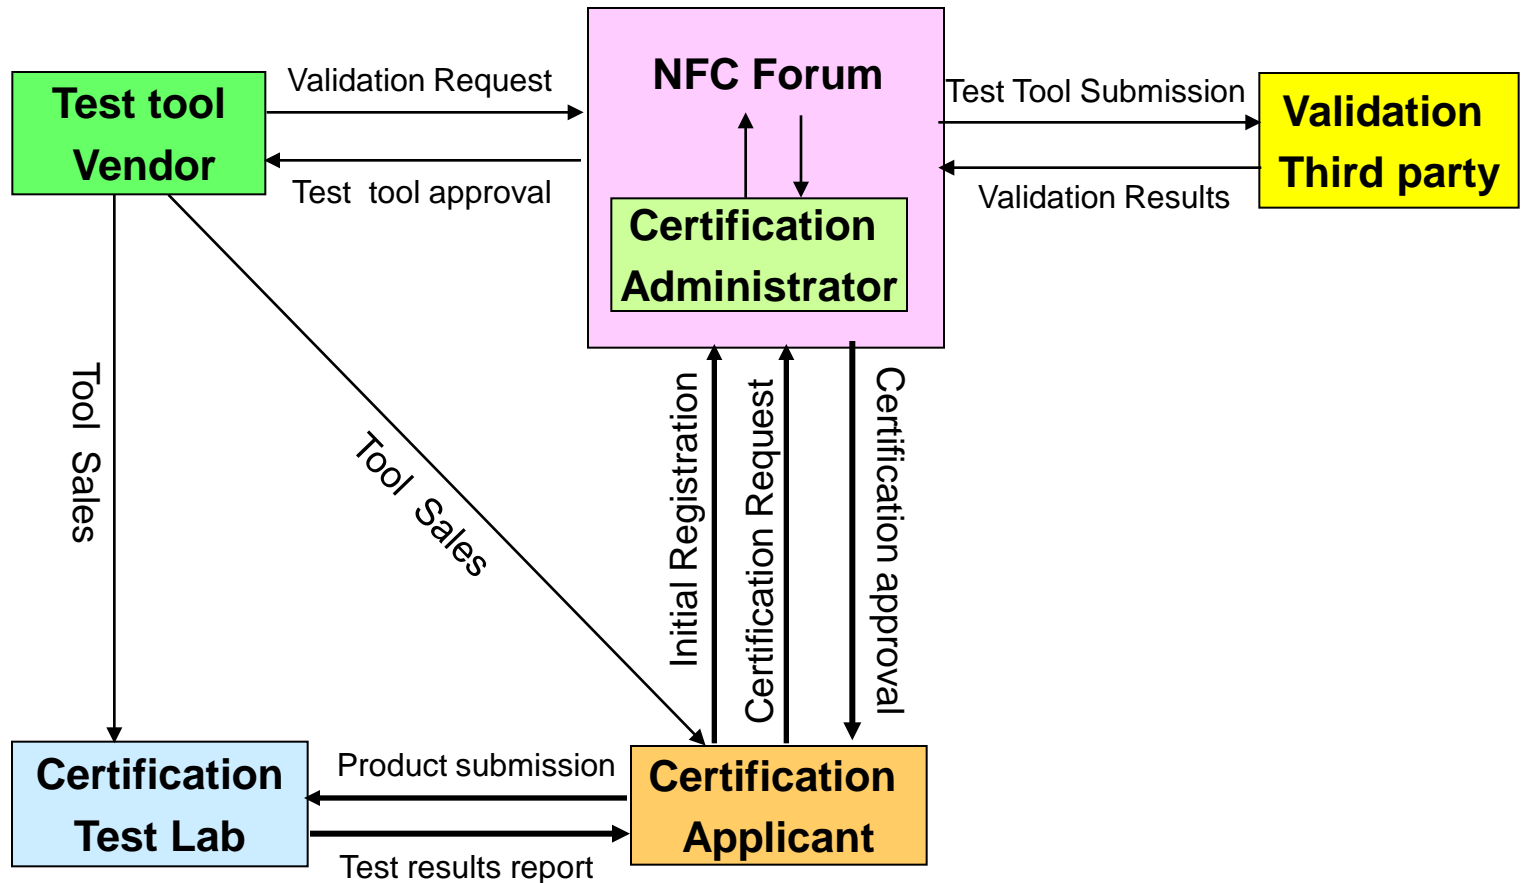 NFC Forum
Validation Request
Test tool
Vendor
Test Tool Submission
Validation
Third party
Test  tool approval
Validation Results
Certification
Administrator
Tool  Sales
Tool  Sales
Initial Registration
Certification Request
Certification approval
Certification
Test Lab
Product submission
Certification
Applicant
Test results report